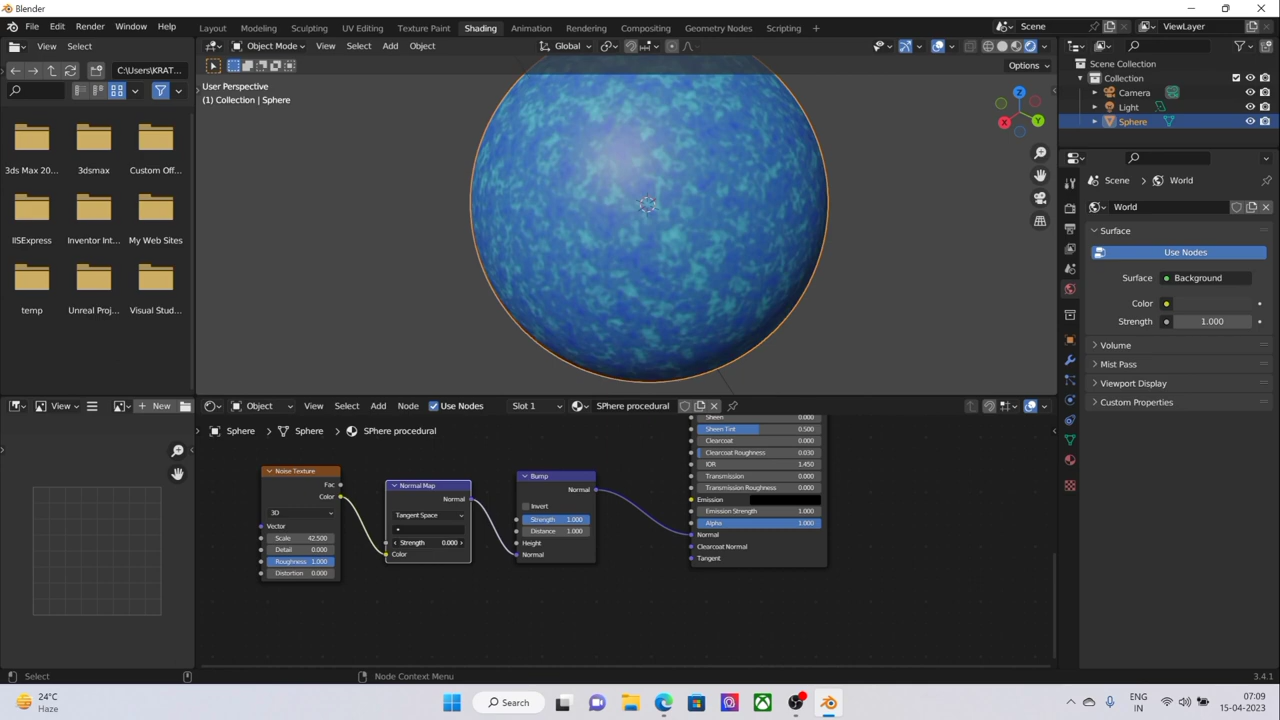 Blender
File Edit Render Window Help
Layout Modeling Sculpting UV Editing Texture Paint Shading Animation Rendering Compositing Geometry Nodes Scripting +
Scene
ViewLayer
View Select
Object Mode View Select Add Object
Global
Options
C:\Users\KRAT...
3ds Max 20...
3dsmax
Custom Off...
IISExpress
Inventor Int...
My Web Sites
temp
Unreal Proj...
Visual Stud...
User Perspective
(1) Collection | Sphere
Z
X
Y
Scene Collection
Collection
Camera
Light
Sphere
Scene > World
World
Surface
Use Nodes
Surface Background
Color
Strength 1.000
Volume
Mist Pass
Viewport Display
Custom Properties
View
+ New
Object View Select Add Node Use Nodes Slot 1 SPhere procedural
Sphere > Sphere > SPhere procedural
Noise Texture
Fac
Color
3D
Vector
Scale 42.500
Detail 0.000
Roughness 1.000
Distortion 0.000
Normal Map
Normal
Tangent Space
Strength 0.000
Color
Bump
Normal
Invert
Strength 1.000
Distance 1.000
Height
Normal
Sheen 0.000
Sheen Tint 0.500
Clearcoat 0.000
Clearcoat Roughness 0.030
IOR 1.450
Transmission 0.000
Transmission Roughness 0.000
Emission
Emission Strength 1.000
Alpha 1.000
Normal
Clearcoat Normal
Tangent
Select
Node Context Menu
3.4.1
24°C
Haze
Search
ENG
IN
07:09
15-04-2023